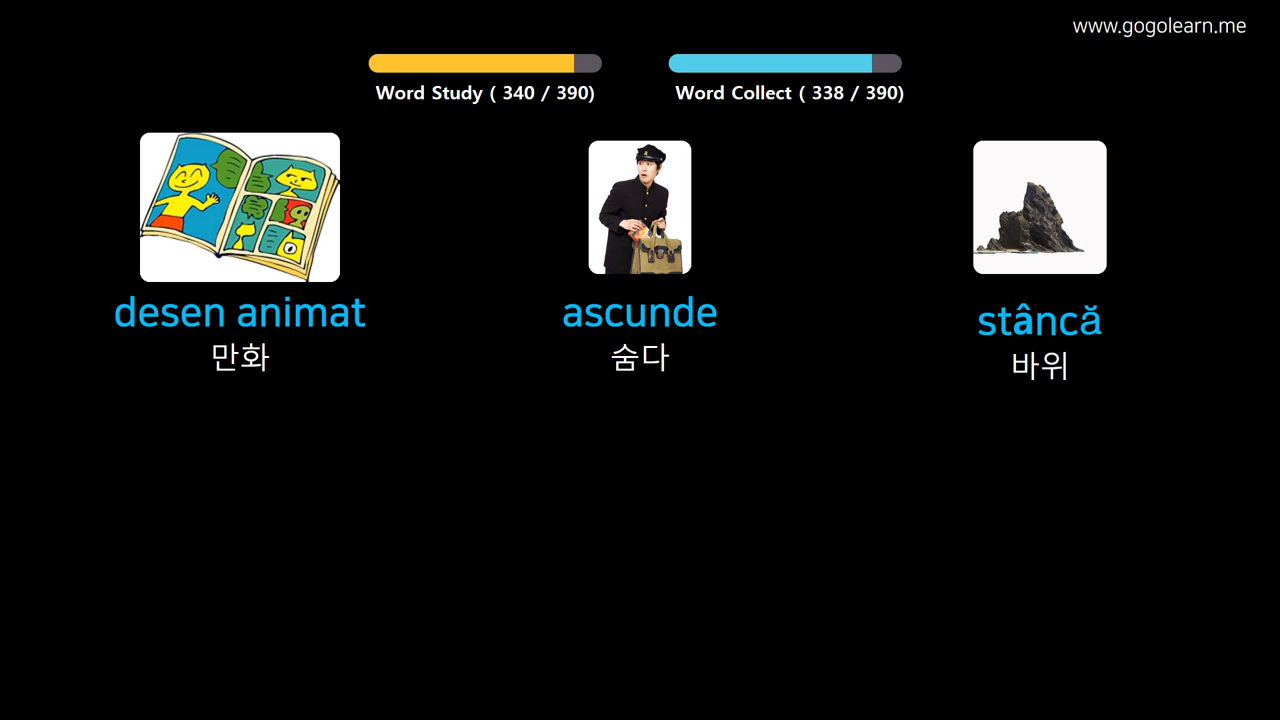 www.gogolearn.me
Word Study ( 340 / 390)
Word Collect ( 338 / 390)
desen animat
만화
ascunde
숨다
stâncă
바위